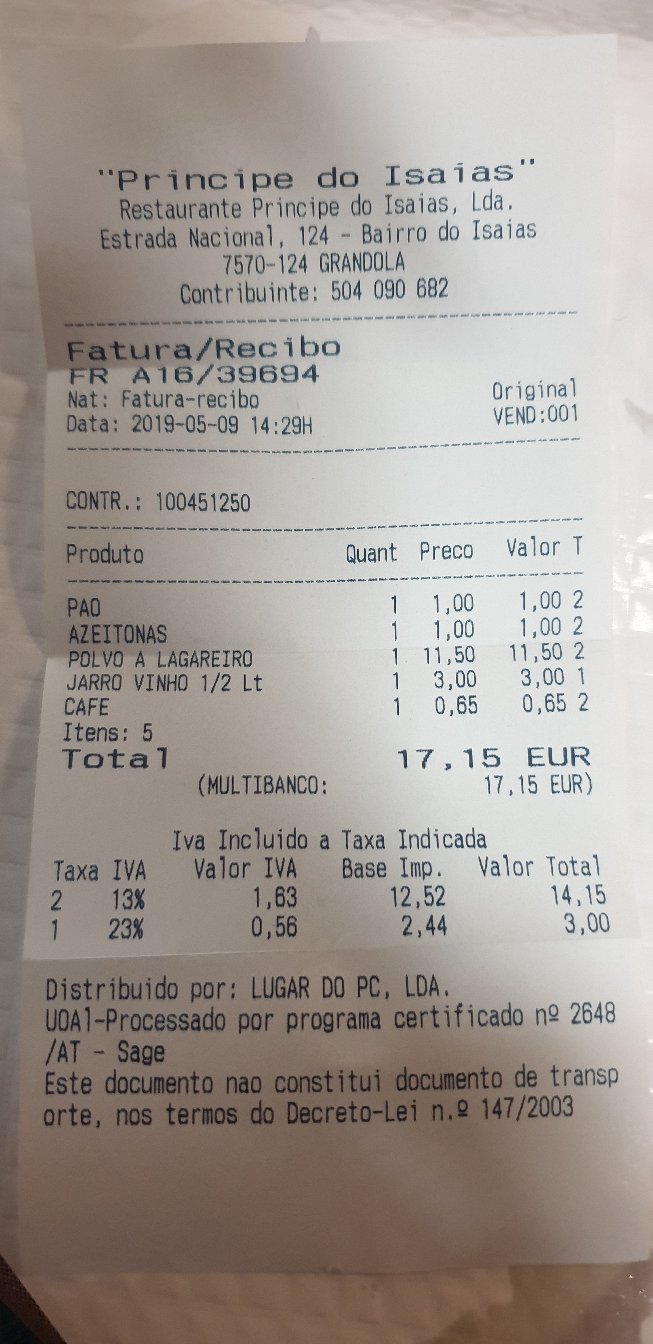 "Principe do Isaias"
Restaurante Principe do Isaias, Lda.
Estrada Nacional, 124 - Bairro do Isaias
7570-124 GRANDOLA
Contribuinte: 504 090 682
Fatura/Recibo
FR A16/39694
Nat: Fatura-recibo Original
Data: 2019-05-09 14:29H VEND:001
CONTR.: 100451250
Produto Quant Preco Valor T
PAO 1 1,00 1,00 2
AZEITONAS 1 1,00 1,00 2
POLVO A LAGAREIRO 1 11,50 11,50 2
JARRO VINHO 1/2 Lt 1 3,00 3,00 1
CAFE 1 0,65 0,65 2
Itens: 5
Total 17,15 EUR
(MULTIBANCO: 17,15 EUR)
Iva Incluido a Taxa Indicada
Taxa IVA Valor IVA Base Imp. Valor Total
2 13% 1,63 12,52 14,15
1 23% 0,56 2,44 3,00
Distribuido por: LUGAR DO PC, LDA.
UOAl-Processado por programa certificado nº 2648
/AT - Sage
Este documento nao constitui documento de transp
orte, nos termos do Decreto-Lei n.º 147/2003